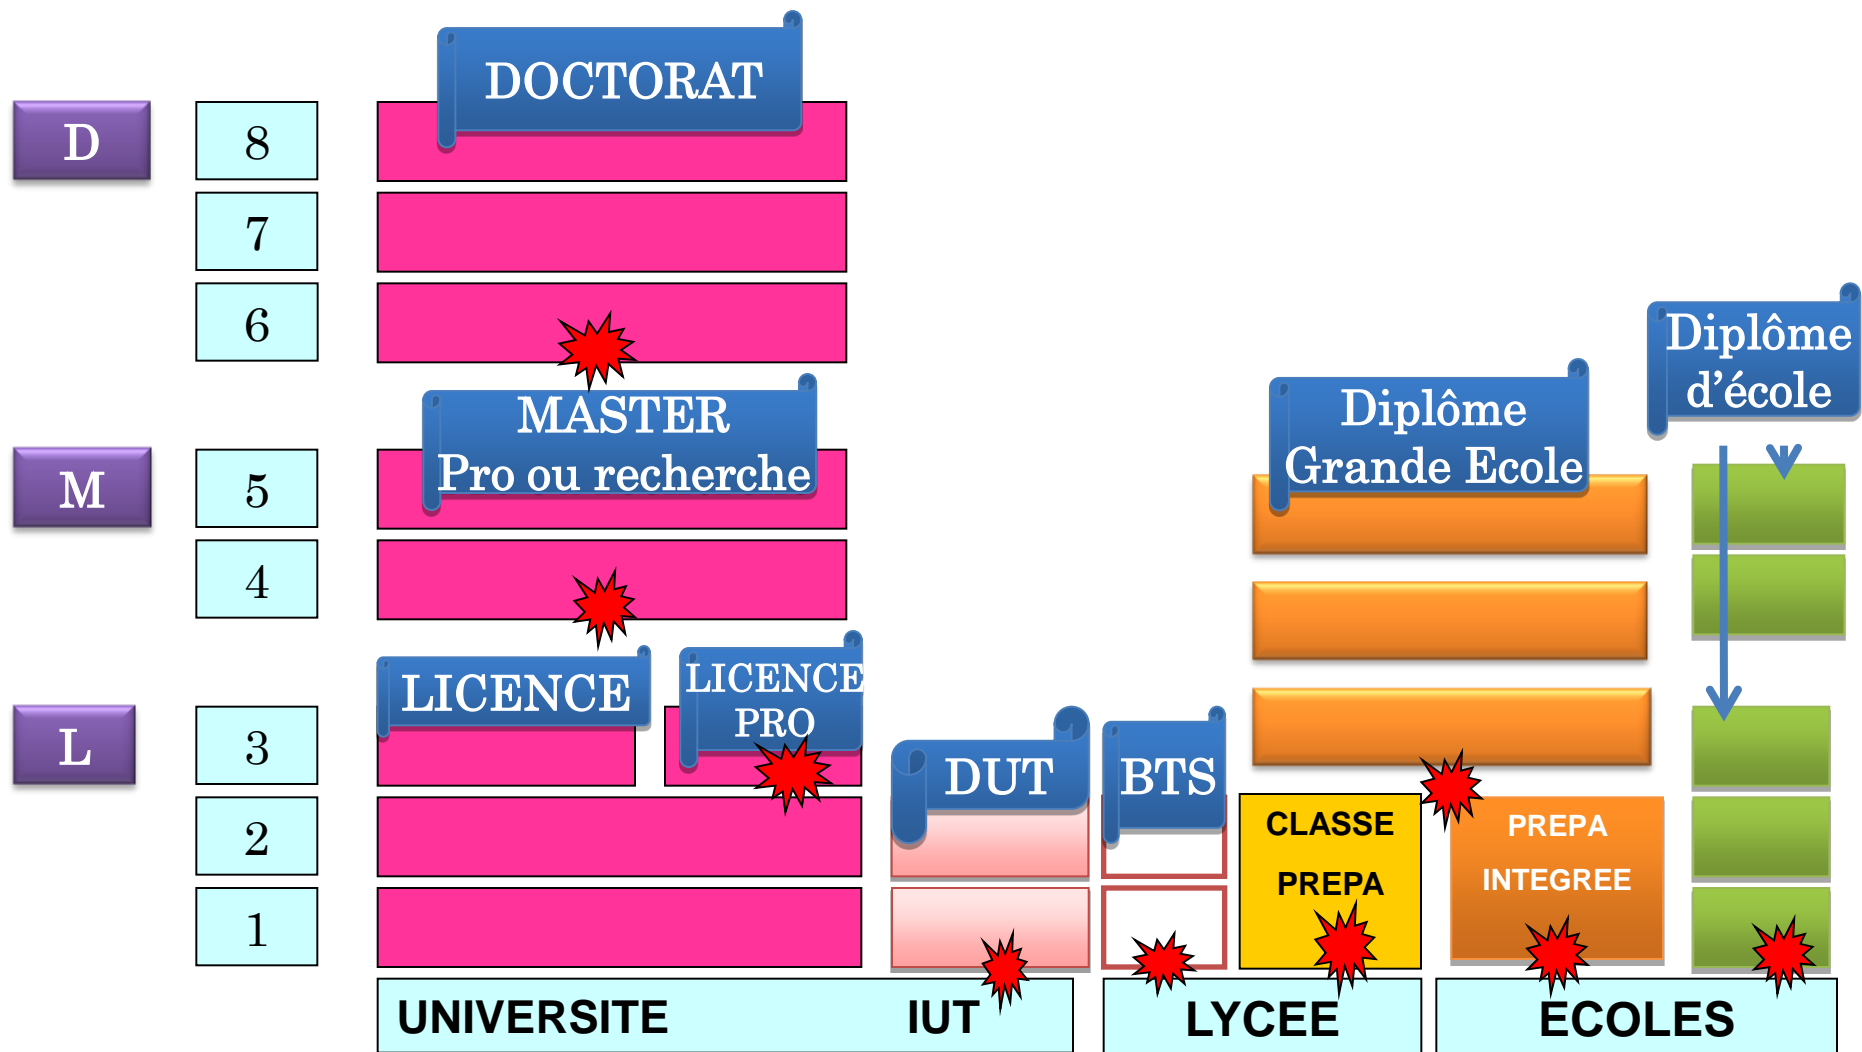 DOCTORAT
D
8
7
6
Diplôme
d’école
MASTER
Pro ou recherche
Diplôme
Grande Ecole
M
5
4
LICENCE
LICENCE
PRO
L
3
DUT
BTS
2
CLASSE
PREPA
PREPA
INTEGREE
1
UNIVERSITE IUT
LYCEE
ECOLES